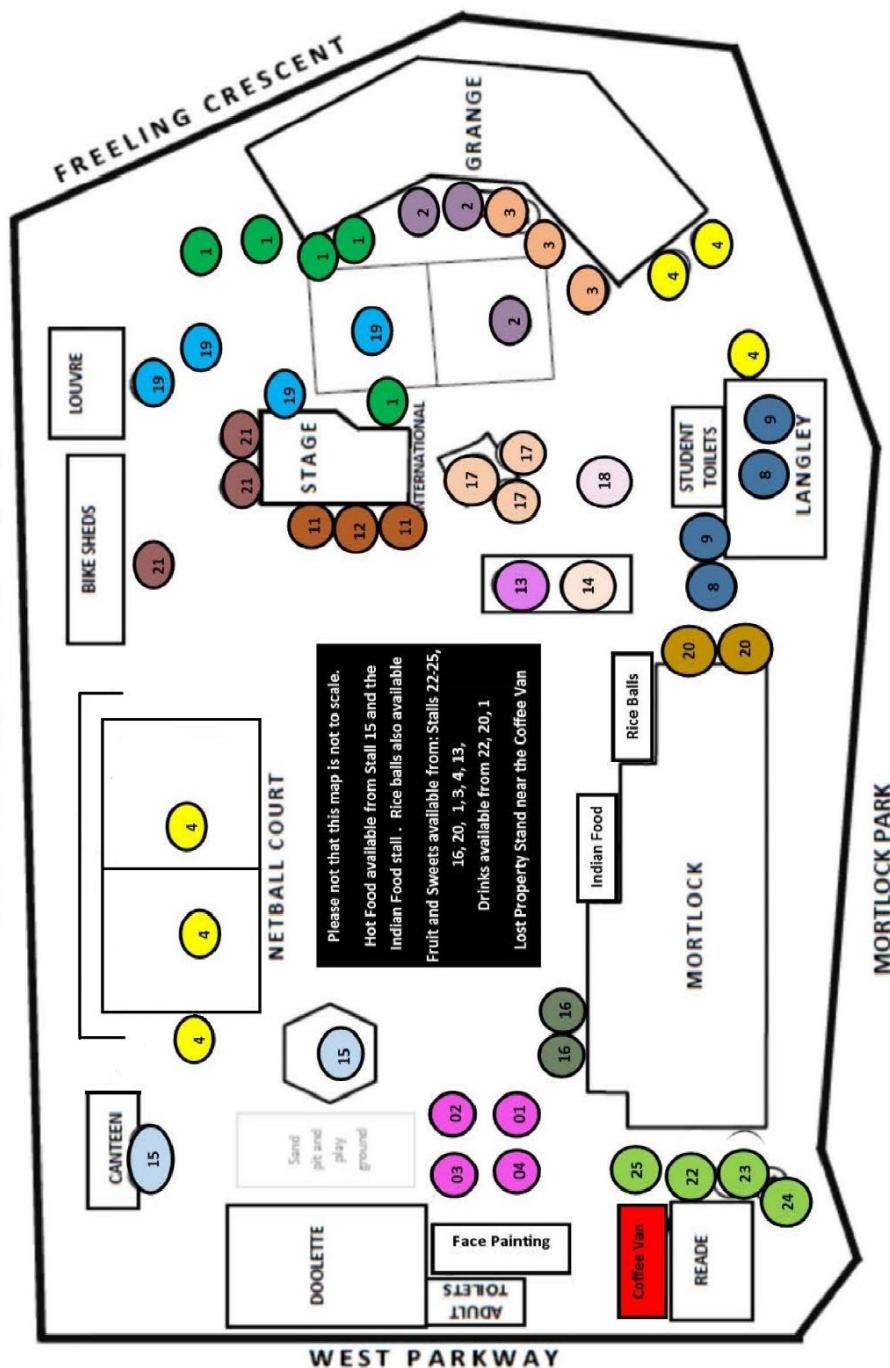 FREELING CRESCENT
GRANGE
LOUVRE
BIKE SHEDS
STAGE
INTERNATIONAL
STUDENT
TOILETS
LANGLEY
1
1
1
1
1
2
2
2
3
3
3
4
4
4
19
19
19
19
21
21
21
11
12
11
17
17
17
18
13
14
9
8
9
8
20
20
NETBALL COURT
4
4
4
Please not that this map is not to scale.
Hot Food available from Stall 15 and the
Indian Food stall . Rice balls also available
Fruit and Sweets available from: Stalls 22-25,
16, 20, 1,3, 4, 13,
Drinks available from 22, 20, 1
Lost Property Stand near the Coffee Van
Rice Balls
Indian Food
MORTLOCK
MORTLOCK PARK
16
16
CANTEEN
15
15
Sand
pit and
play
ground
02
01
03
04
25
22
23
24
DOOLETTE
Face Painting
ADULT
TOILETS
Coffee Van
READE
WEST PARKWAY